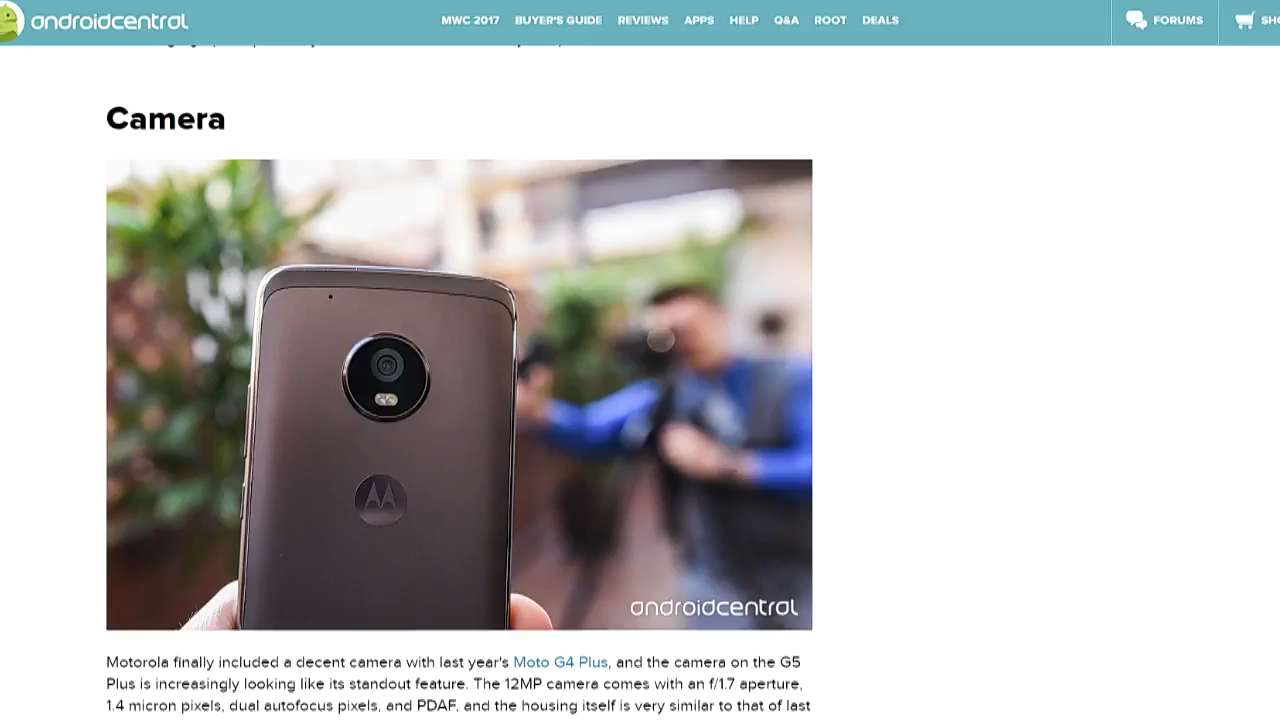 androidcentral MWC 2017 BUYER'S GUIDE REVIEWS APPS HELP Q&A ROOT DEALS FORUMS
Camera
androidcentral
Motorola finally included a decent camera with last year's Moto G4 Plus, and the camera on the G5
Plus is increasingly looking like its standout feature. The 12MP camera comes with an f/1.7 aperture,
1.4 micron pixels, dual autofocus pixels, and PDAF, and the housing itself is very similar to that of last